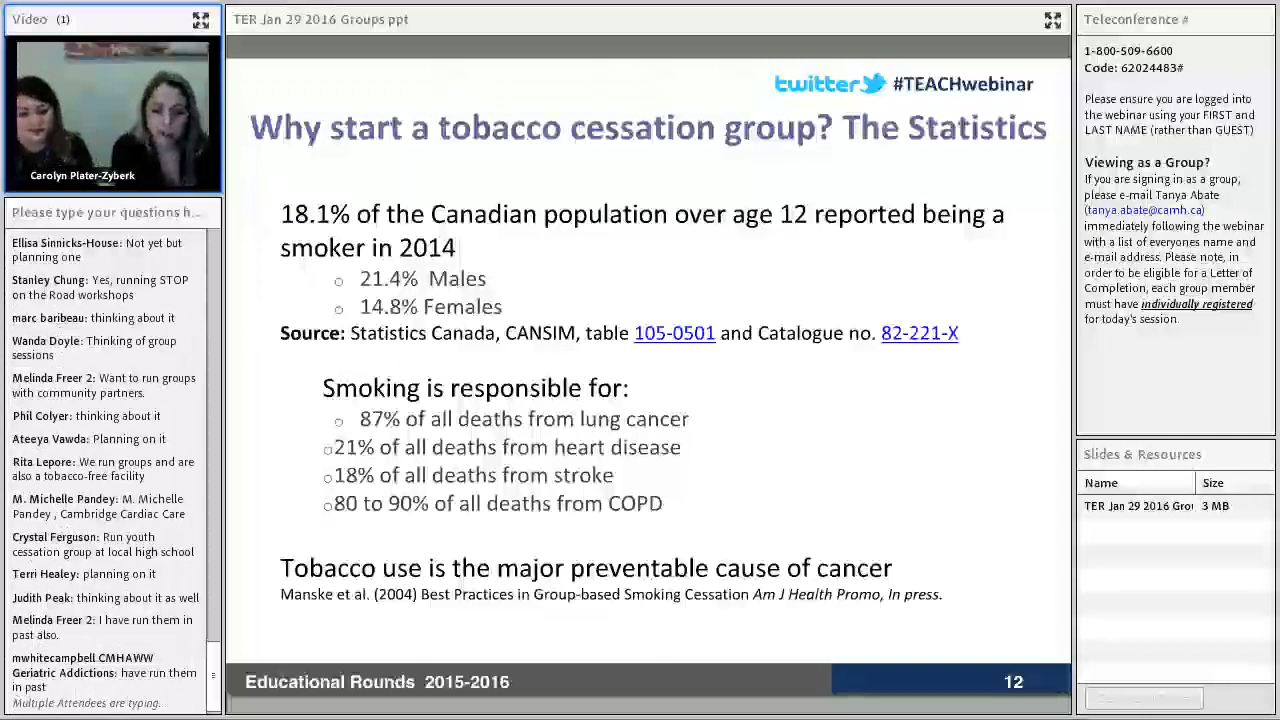 Video (1)
Carolyn Plater-Zyberk
Please type your questions h...
Ellisa Sinnicks-House: Not yet but
planning one
Stanley Chung: Yes, running STOP
on the Road workshops
marc baribeau: thinking about it
Wanda Doyle: Thinking of group
sessions
Melinda Freer 2: Want to run groups
with community partners.
Phil Colyer: thinking about it
Ateeya Vawda: Planning on it
Rita Lepore: We run groups and are
also a tobacco-free facility
M. Michelle Pandey: M. Michelle
Pandey , Cambridge Cardiac Care
Crystal Ferguson: Run youth
cessation group at local high school
Terri Healey: planning on it
Judith Peak: thinking about it as well
Melinda Freer 2: I have run them in
past also.
mwhitecampbell CMHAWW
Geriatric Addictions: have run them
in past
Multiple Attendees are typing...
TER Jan 29 2016 Groups ppt
twitter #TEACHwebinar
Why start a tobacco cessation group? The Statistics
18.1% of the Canadian population over age 12 reported being a
smoker in 2014
○ 21.4% Males
○ 14.8% Females
Source: Statistics Canada, CANSIM, table 105-0501 and Catalogue no. 82-221-X
Smoking is responsible for:
○ 87% of all deaths from lung cancer
○21% of all deaths from heart disease
○18% of all deaths from stroke
○80 to 90% of all deaths from COPD
Tobacco use is the major preventable cause of cancer
Manske et al. (2004) Best Practices in Group-based Smoking Cessation Am J Health Promo, In press.
Educational Rounds 2015-2016
12
Teleconference #
1-800-509-6600
Code: 62024483#
Please ensure you are logged into
the webinar using your FIRST and
LAST NAME (rather than GUEST)
Viewing as a Group?
If you are signing in as a group,
please e-mail Tanya Abate
(tanya.abate@camh.ca)
immediately following the webinar
with a list of everyones name and
e-mail address. Please note, in
order to be eligible for a Letter of
Completion, each group member
must have individually registered
for today's session.
Slides & Resources
Name Size
TER Jan 29 2016 Grou 3 MB